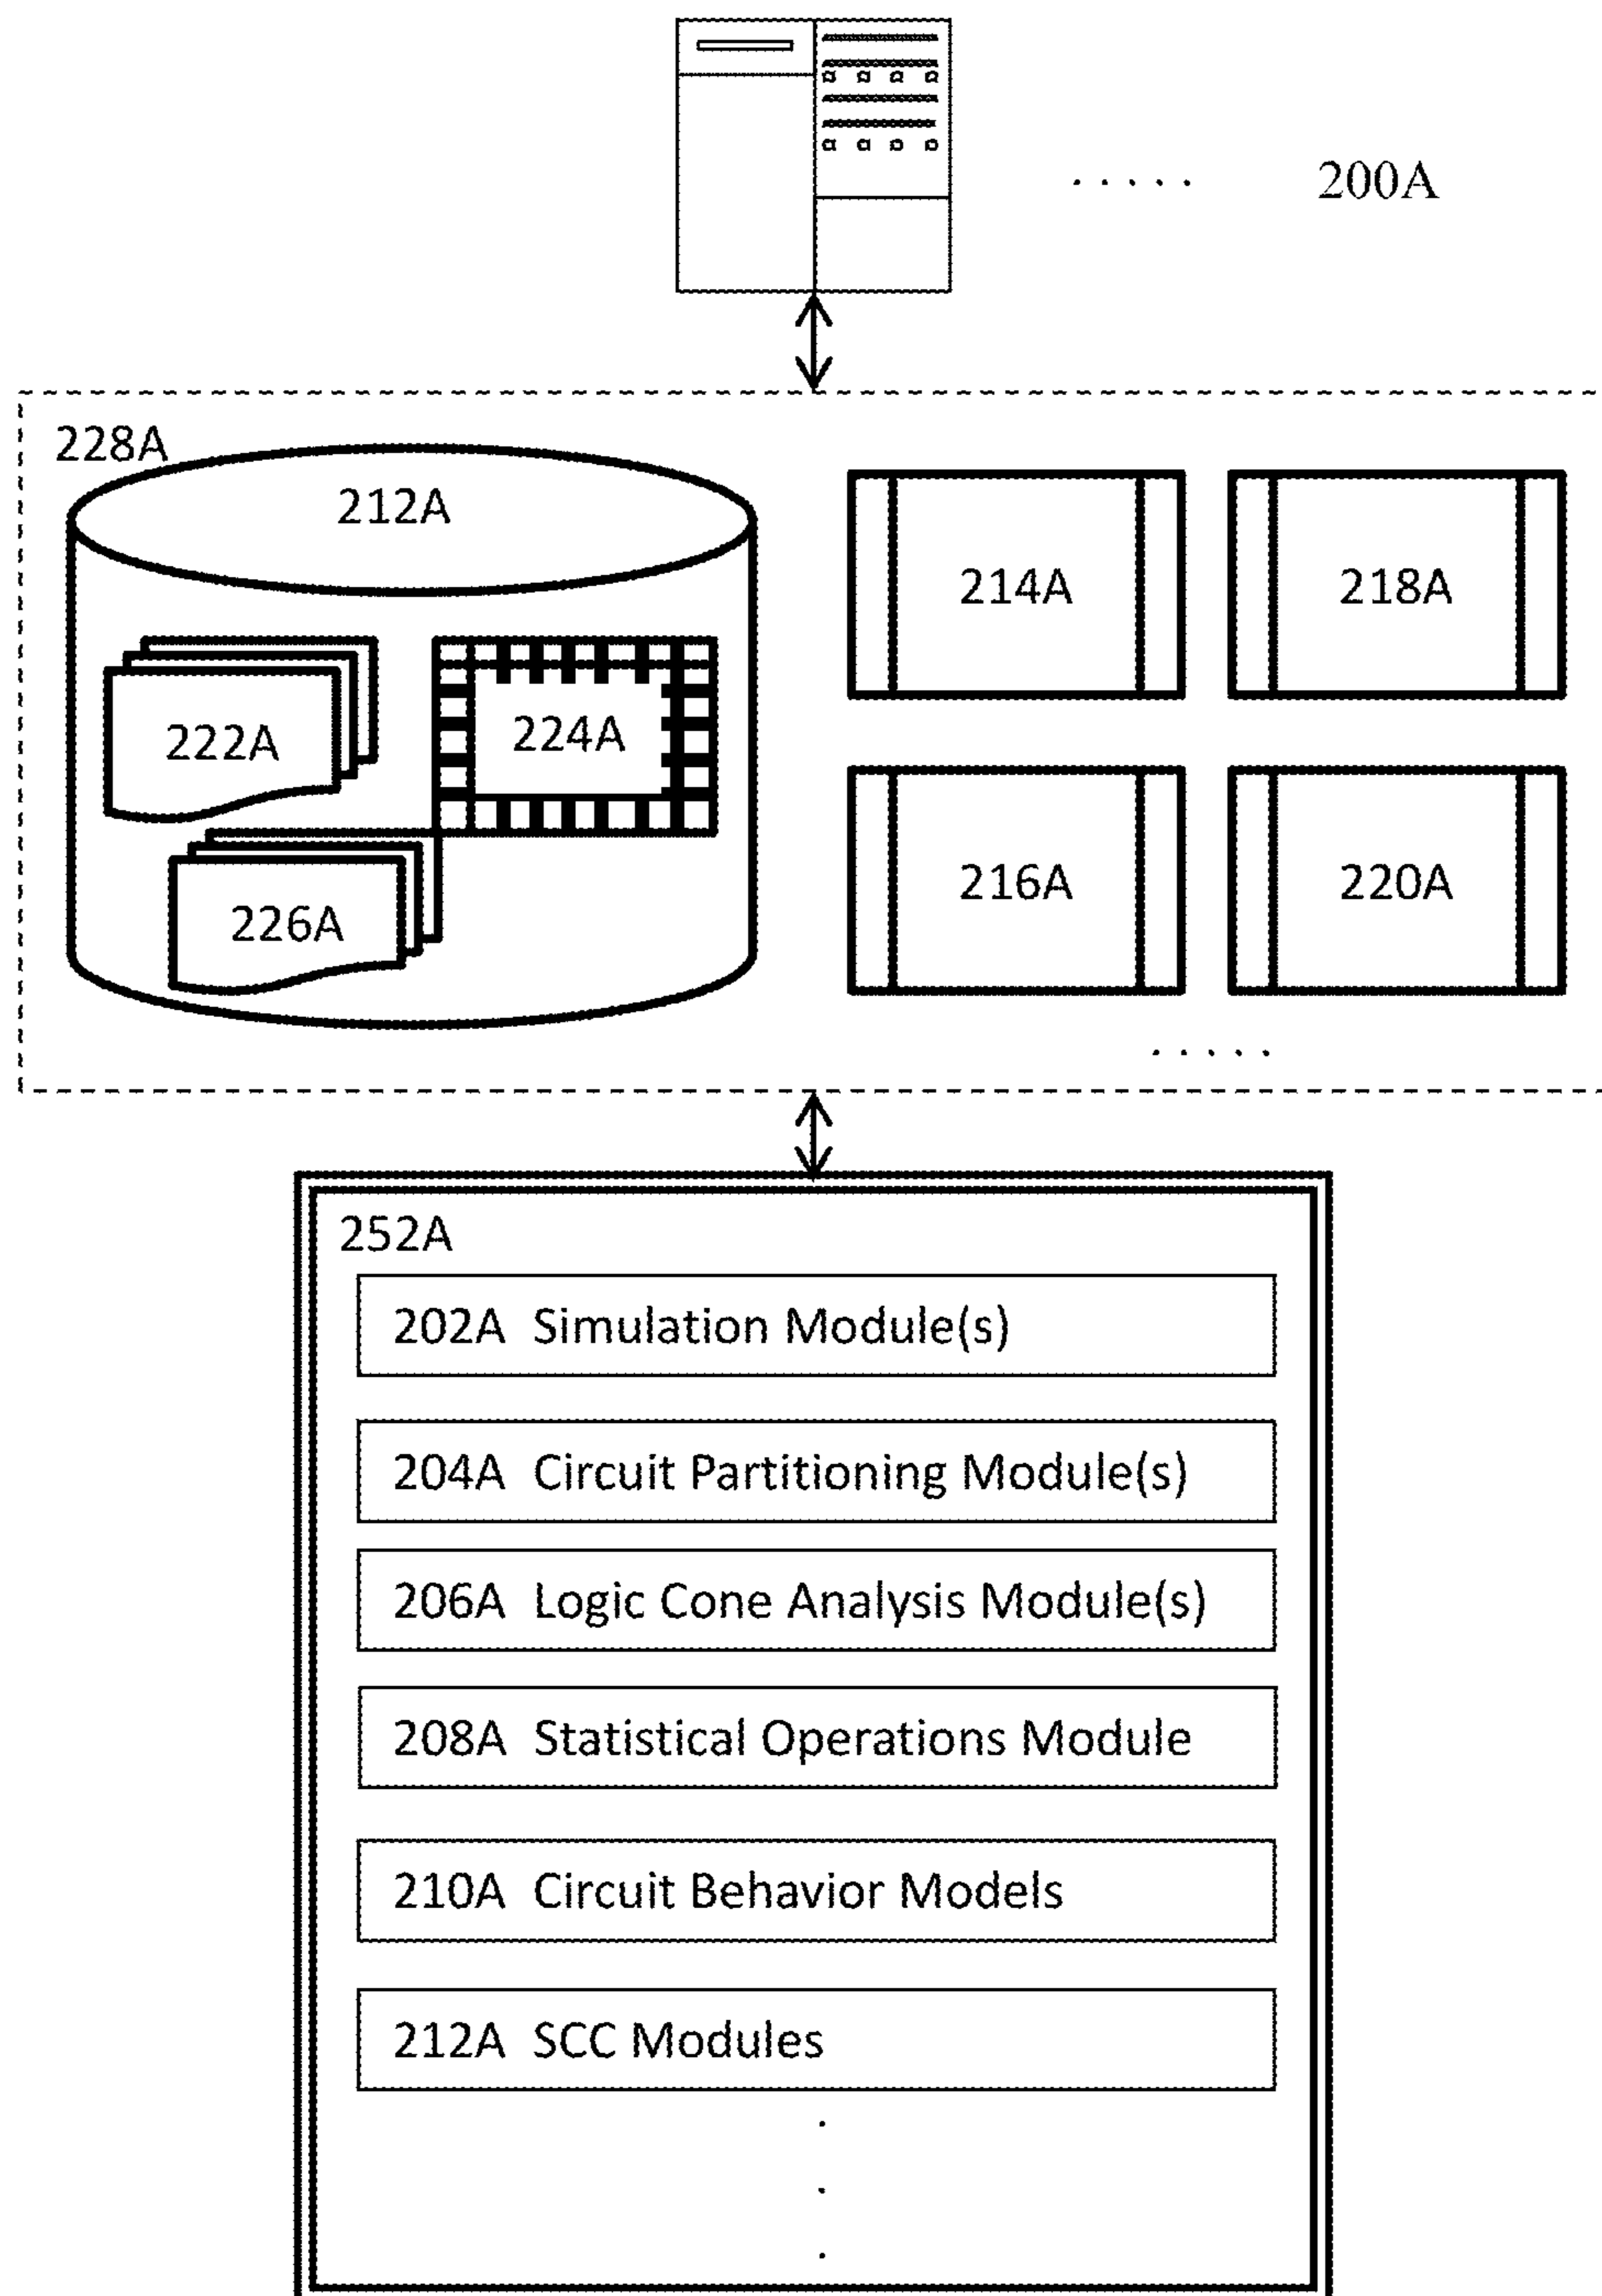 ..... 200A
228A
212A
214A
218A
222A
224A
216A
220A
226A
.....
252A
202A Simulation Module(s)
204A Circuit Partitioning Module(s)
206A Logic Cone Analysis Module(s)
208A Statistical Operations Module
210A Circuit Behavior Models
212A SCC Modules
.
.
.